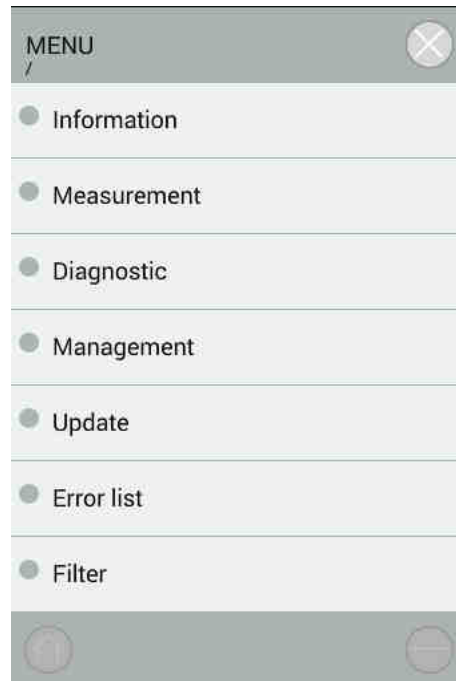 MENU
/
Information
Measurement
Diagnostic
Management
Update
Error list
Filter